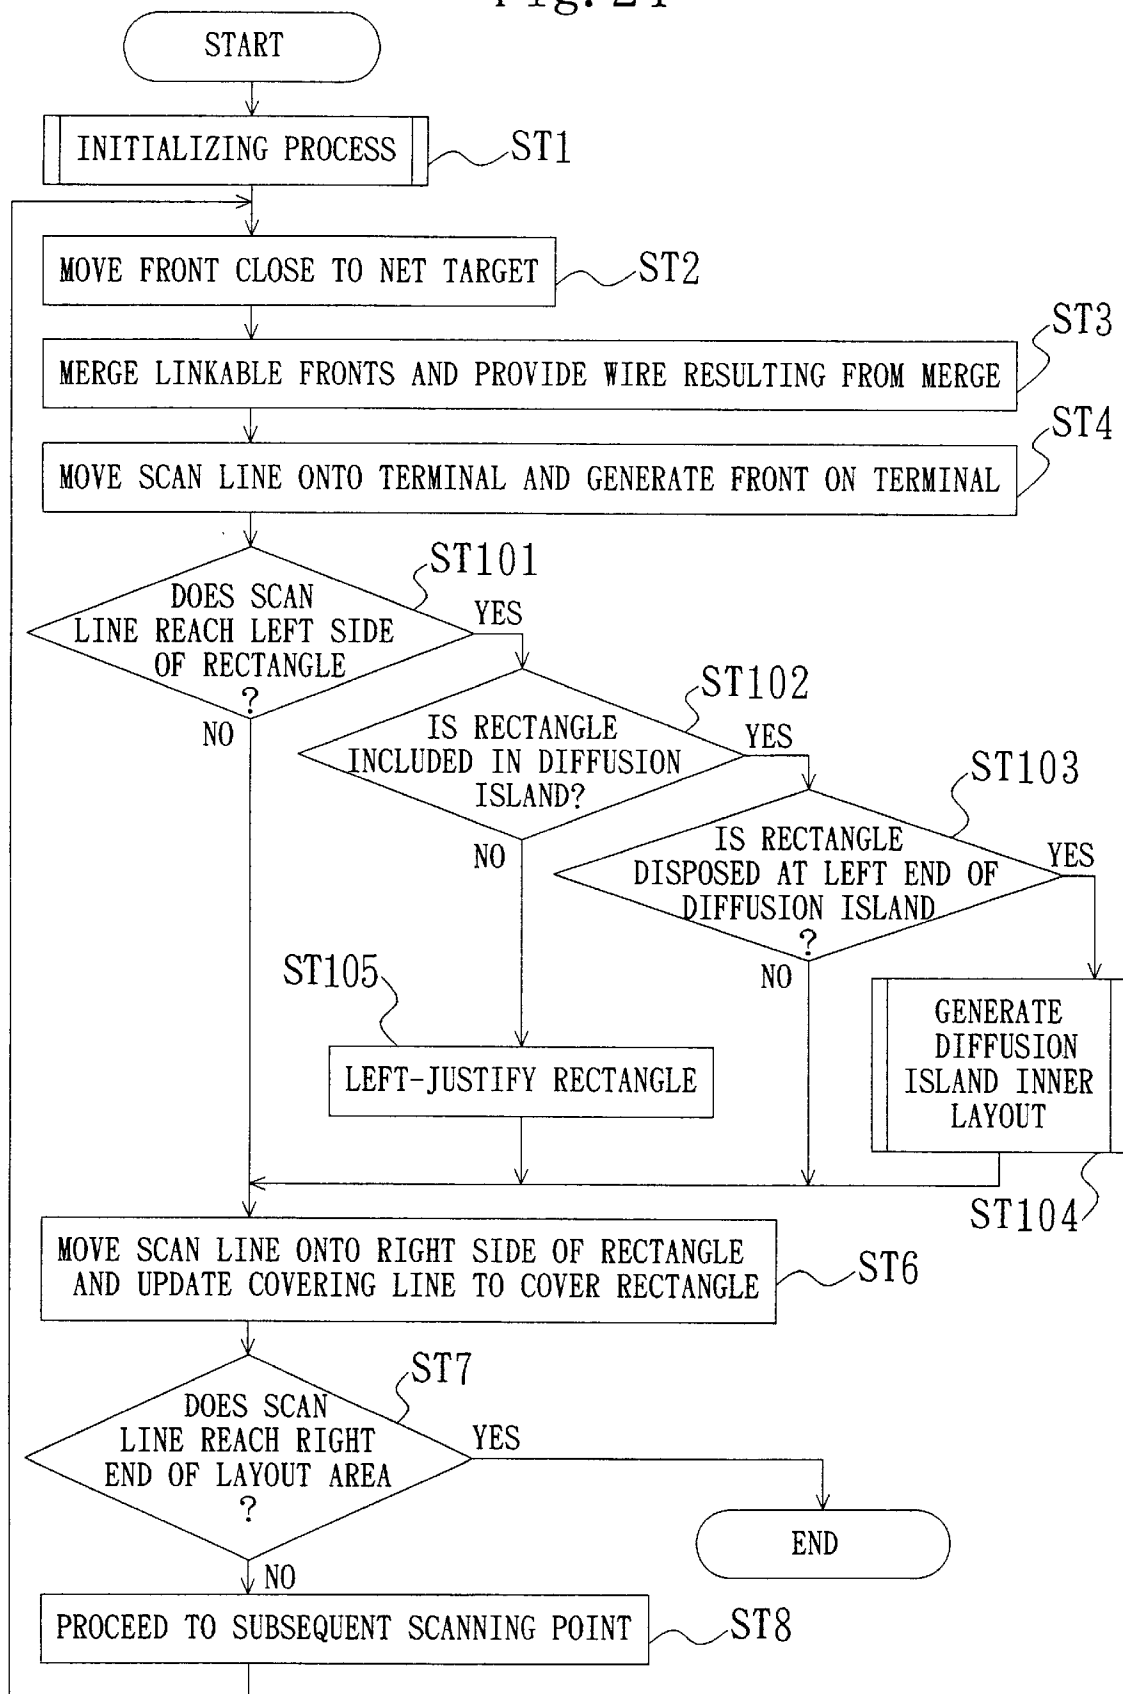 START
INITIALIZING PROCESS
ST1
MOVE FRONT CLOSE TO NET TARGET
ST2
ST3
MERGE LINKABLE FRONTS AND PROVIDE WIRE RESULTING FROM MERGE
ST4
MOVE SCAN LINE ONTO TERMINAL AND GENERATE FRONT ON TERMINAL
ST101
DOES SCAN
LINE REACH LEFT SIDE
OF RECTANGLE
?
YES
NO
ST102
IS RECTANGLE
INCLUDED IN DIFFUSION
ISLAND?
YES
NO
ST103
IS RECTANGLE
DISPOSED AT LEFT END OF
DIFFUSION ISLAND
?
YES
NO
ST105
LEFT-JUSTIFY RECTANGLE
GENERATE
DIFFUSION
ISLAND INNER
LAYOUT
ST104
MOVE SCAN LINE ONTO RIGHT SIDE OF RECTANGLE
AND UPDATE COVERING LINE TO COVER RECTANGLE
ST6
ST7
DOES SCAN
LINE REACH RIGHT
END OF LAYOUT AREA
?
YES
END
NO
PROCEED TO SUBSEQUENT SCANNING POINT
ST8